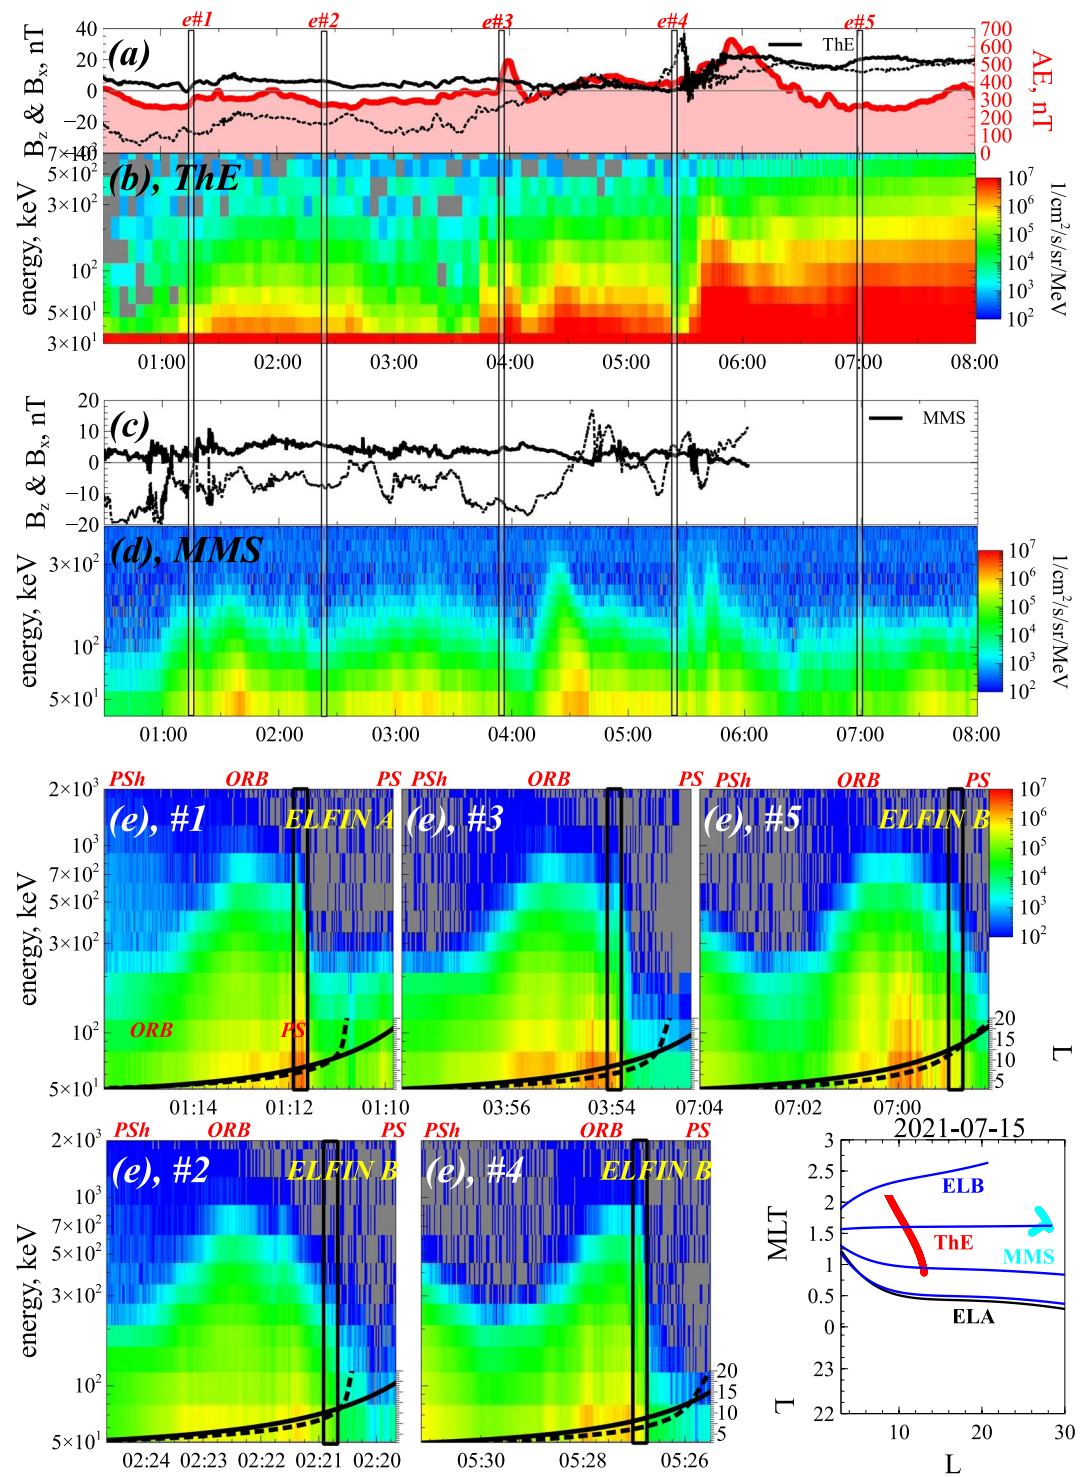 e#1 e#2 e#3 e#4 e#5
(a)
ThE
B_z & B_x, nT
40
20
0
−20
−40
AE, nT
700
600
500
400
300
200
100
0
(b), ThE
energy, keV
7×10²
5×10²
3×10²
10²
5×10¹
3×10¹
10⁷
10⁶
10⁵
10⁴
10³
10²
1/cm²/s/sr/MeV
01:00 02:00 03:00 04:00 05:00 06:00 07:00 08:00
(c)
MMS
B_z & B_x, nT
20
10
0
−10
−20
(d), MMS
energy, keV
3×10²
10²
5×10¹
10⁷
10⁶
10⁵
10⁴
10³
10²
1/cm²/s/sr/MeV
01:00 02:00 03:00 04:00 05:00 06:00 07:00 08:00
PSh ORB PS PSh ORB PS PSh ORB PS
(e), #1 ELFIN A (e), #3 (e), #5 ELFIN B
energy, keV
2×10³
10³
7×10²
5×10²
3×10²
10²
5×10¹
ORB PS
10⁷
10⁶
10⁵
10⁴
10³
10²
20
15
10
5
L
01:14 01:12 01:10 03:56 03:54 07:04 07:02 07:00
PSh ORB PS PSh ORB PS
(e), #2 ELFIN B (e), #4 ELFIN B
energy, keV
2×10³
10³
7×10²
5×10²
3×10²
10²
5×10¹
20
15
10
5
L
02:24 02:23 02:22 02:21 02:20 05:30 05:28 05:26
2021-07-15
MLT
3
2.5
2
1.5
1
0.5
0
23
22
ELB
ThE
MMS
ELA
10 20 30
L